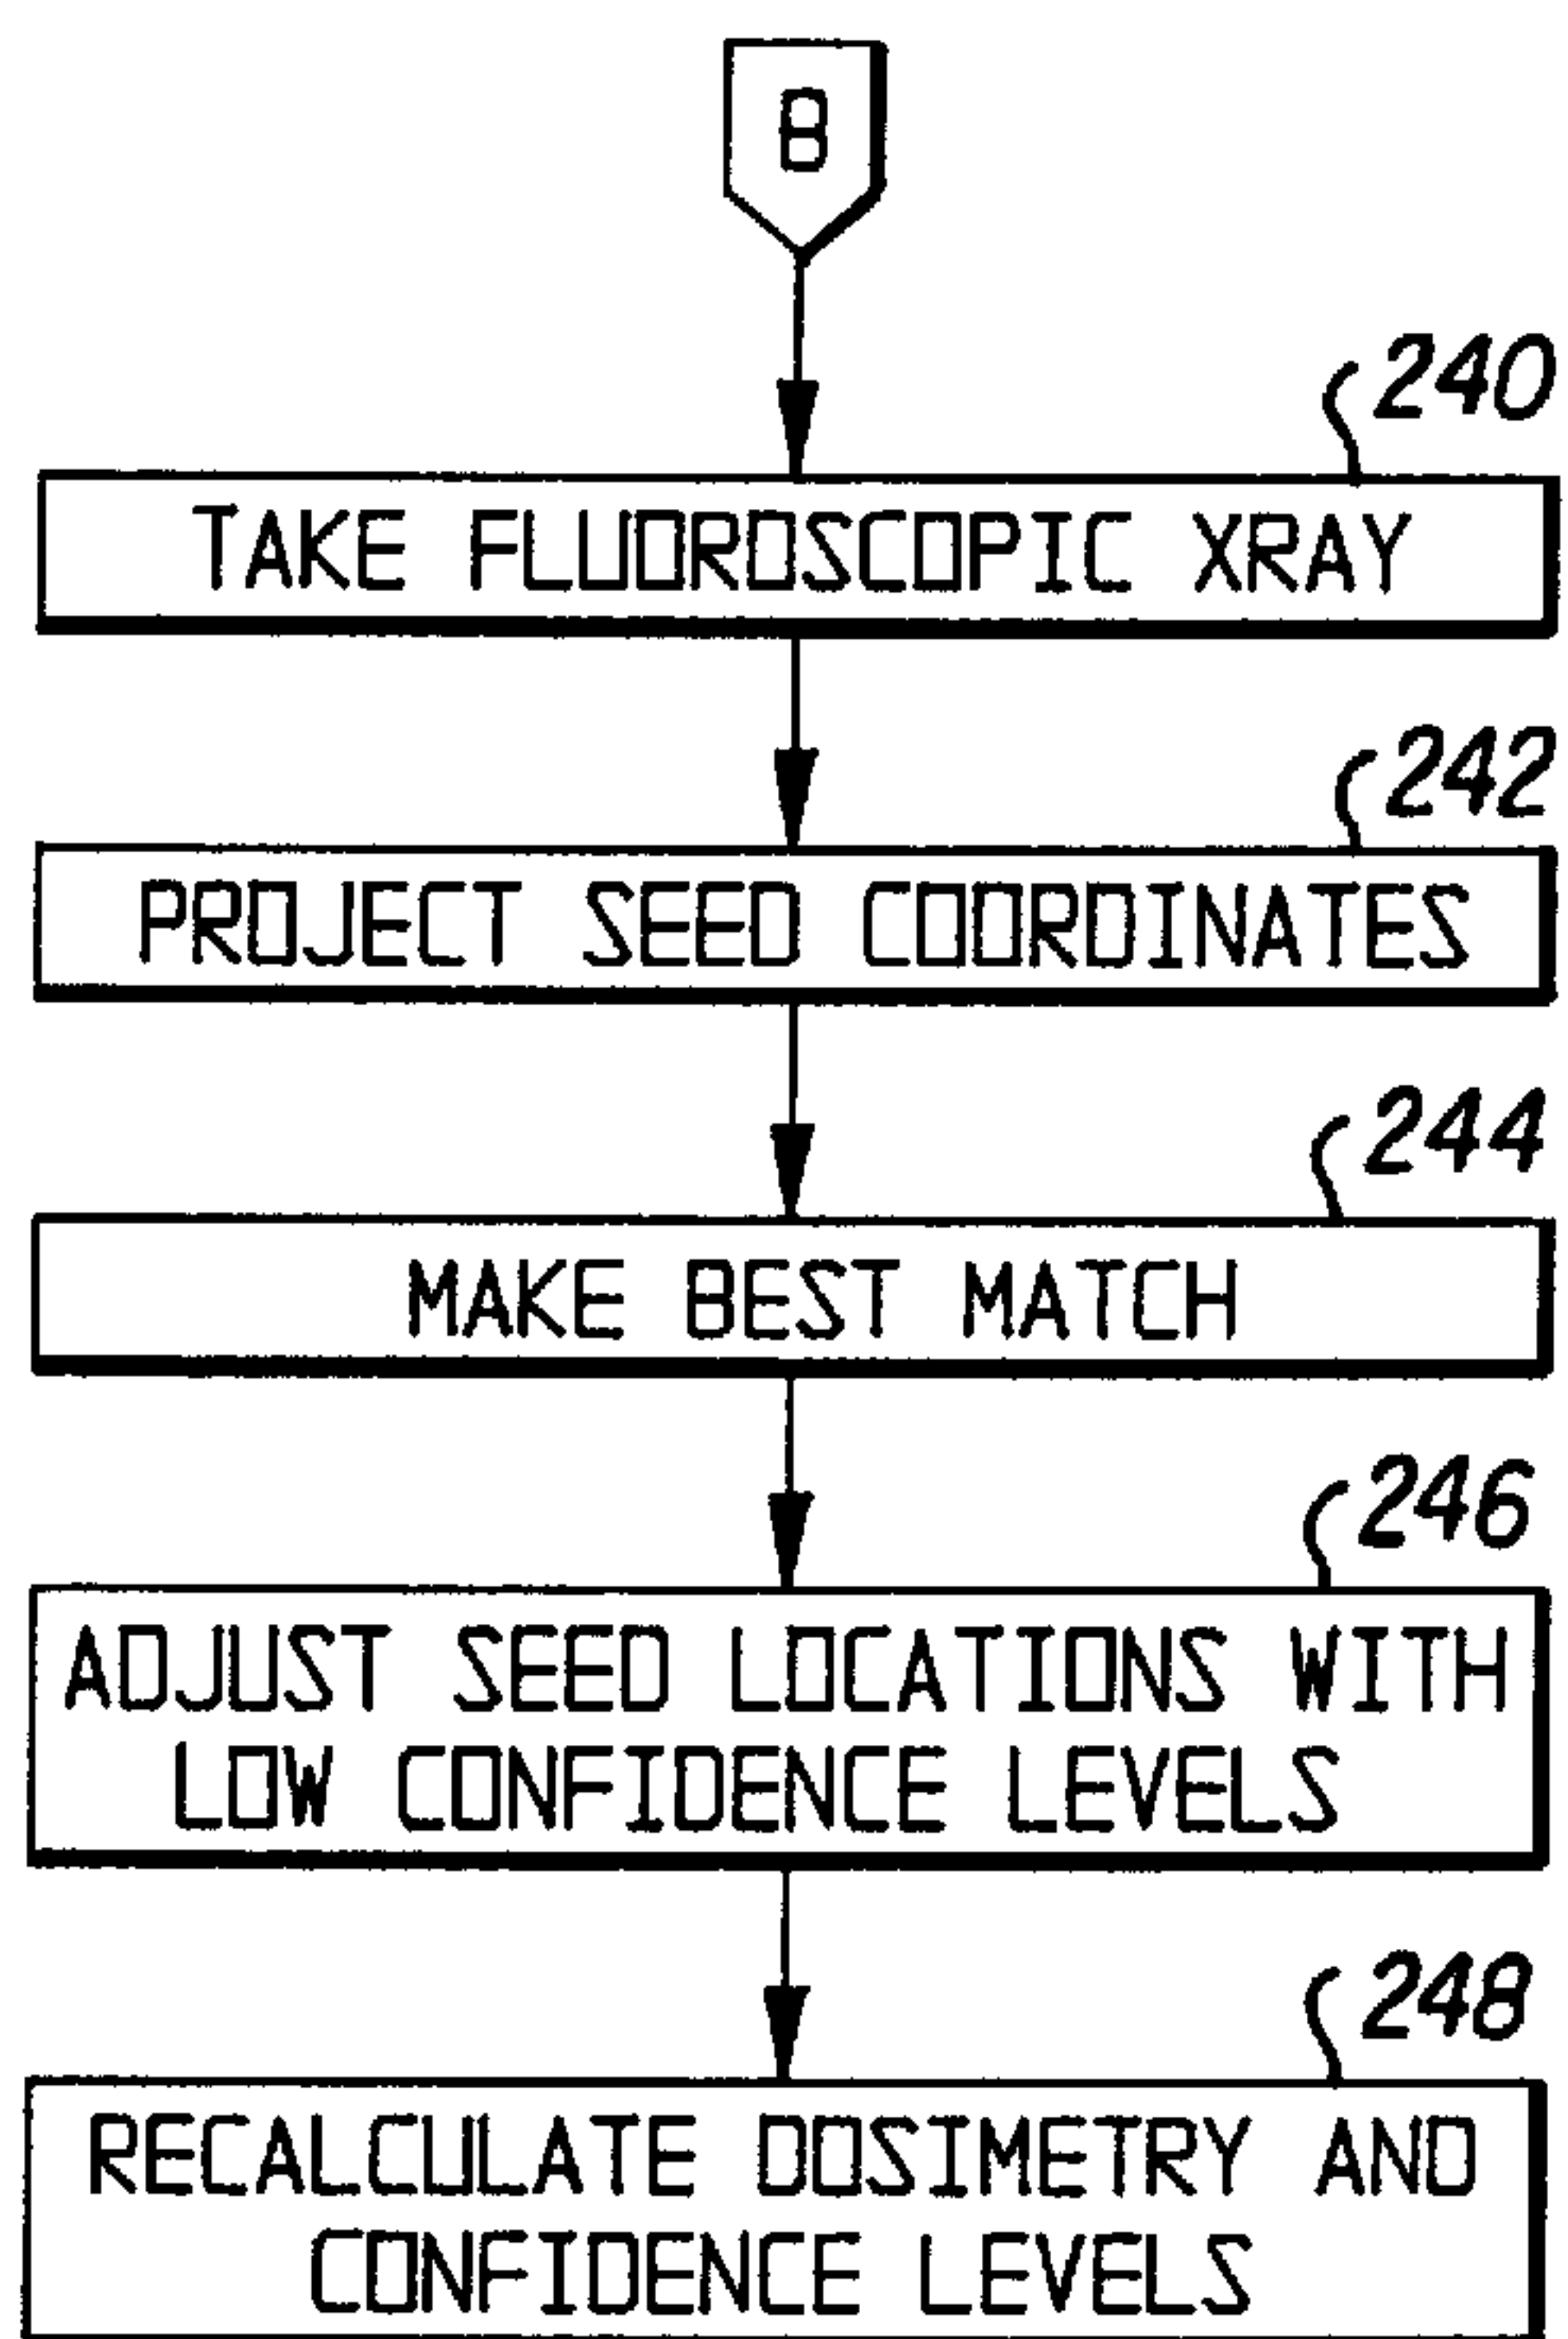 B
240
TAKE FLUOROSCOPIC XRAY
242
PROJECT SEED COORDINATES
244
MAKE BEST MATCH
246
ADJUST SEED LOCATIONS WITH
LOW CONFIDENCE LEVELS
248
RECALCULATE DOSIMETRY AND
CONFIDENCE LEVELS